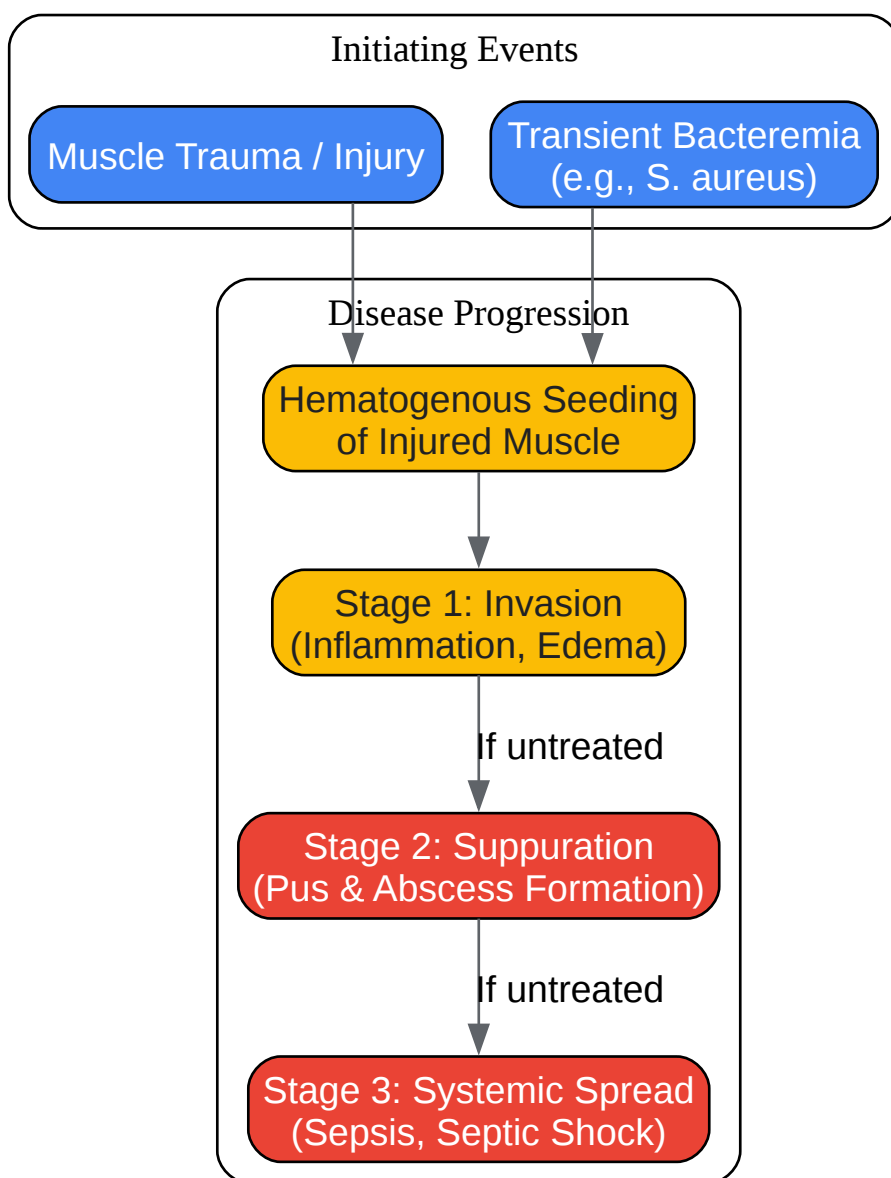 Initiating Events
Muscle Trauma / Injury
Transient Bacteremia
(e.g., S. aureus)
Disease Progression
Hematogenous Seeding
of Injured Muscle
Stage 1: Invasion
(Inflammation, Edema)
If untreated
Stage 2: Suppuration
(Pus & Abscess Formation)
If untreated
Stage 3: Systemic Spread
(Sepsis, Septic Shock)